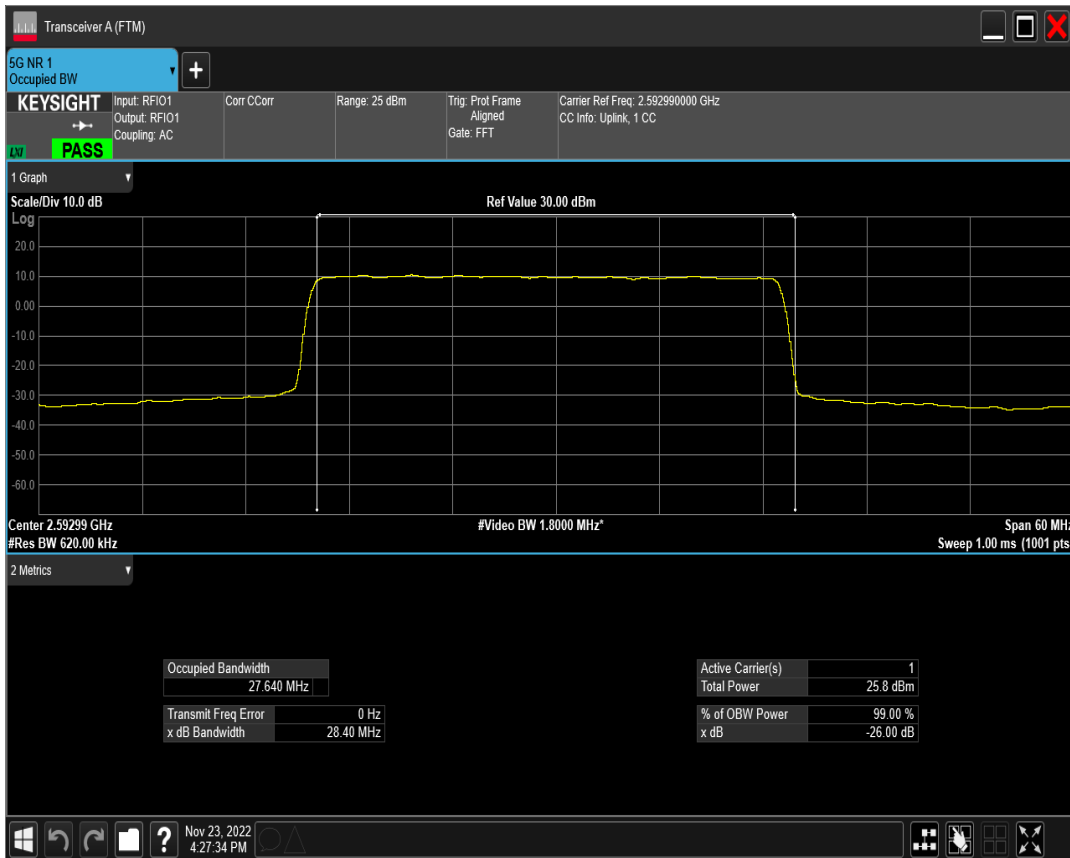 Transceiver A (FTM)
5G NR 1
Occupied BW
+
KEYSIGHT
LXI
PASS
Input: RFIO1
Output: RFIO1
Coupling: AC
Corr CCorr
Range: 25 dBm
Trig: Prot Frame
Aligned
Gate: FFT
Carrier Ref Freq: 2.592990000 GHz
CC Info: Uplink, 1 CC
1 Graph
Scale/Div 10.0 dB
Ref Value 30.00 dBm
Log
20.0
10.0
0.00
-10.0
-20.0
-30.0
-40.0
-50.0
-60.0
Center 2.59299 GHz
#Video BW 1.8000 MHz*
Span 60 MHz
#Res BW 620.00 kHz
Sweep 1.00 ms (1001 pts
2 Metrics
Occupied Bandwidth
27.640 MHz
Transmit Freq Error 0 Hz
x dB Bandwidth 28.40 MHz
Active Carrier(s) 1
Total Power 25.8 dBm
% of OBW Power 99.00 %
x dB -26.00 dB
?
Nov 23, 2022
4:27:34 PM